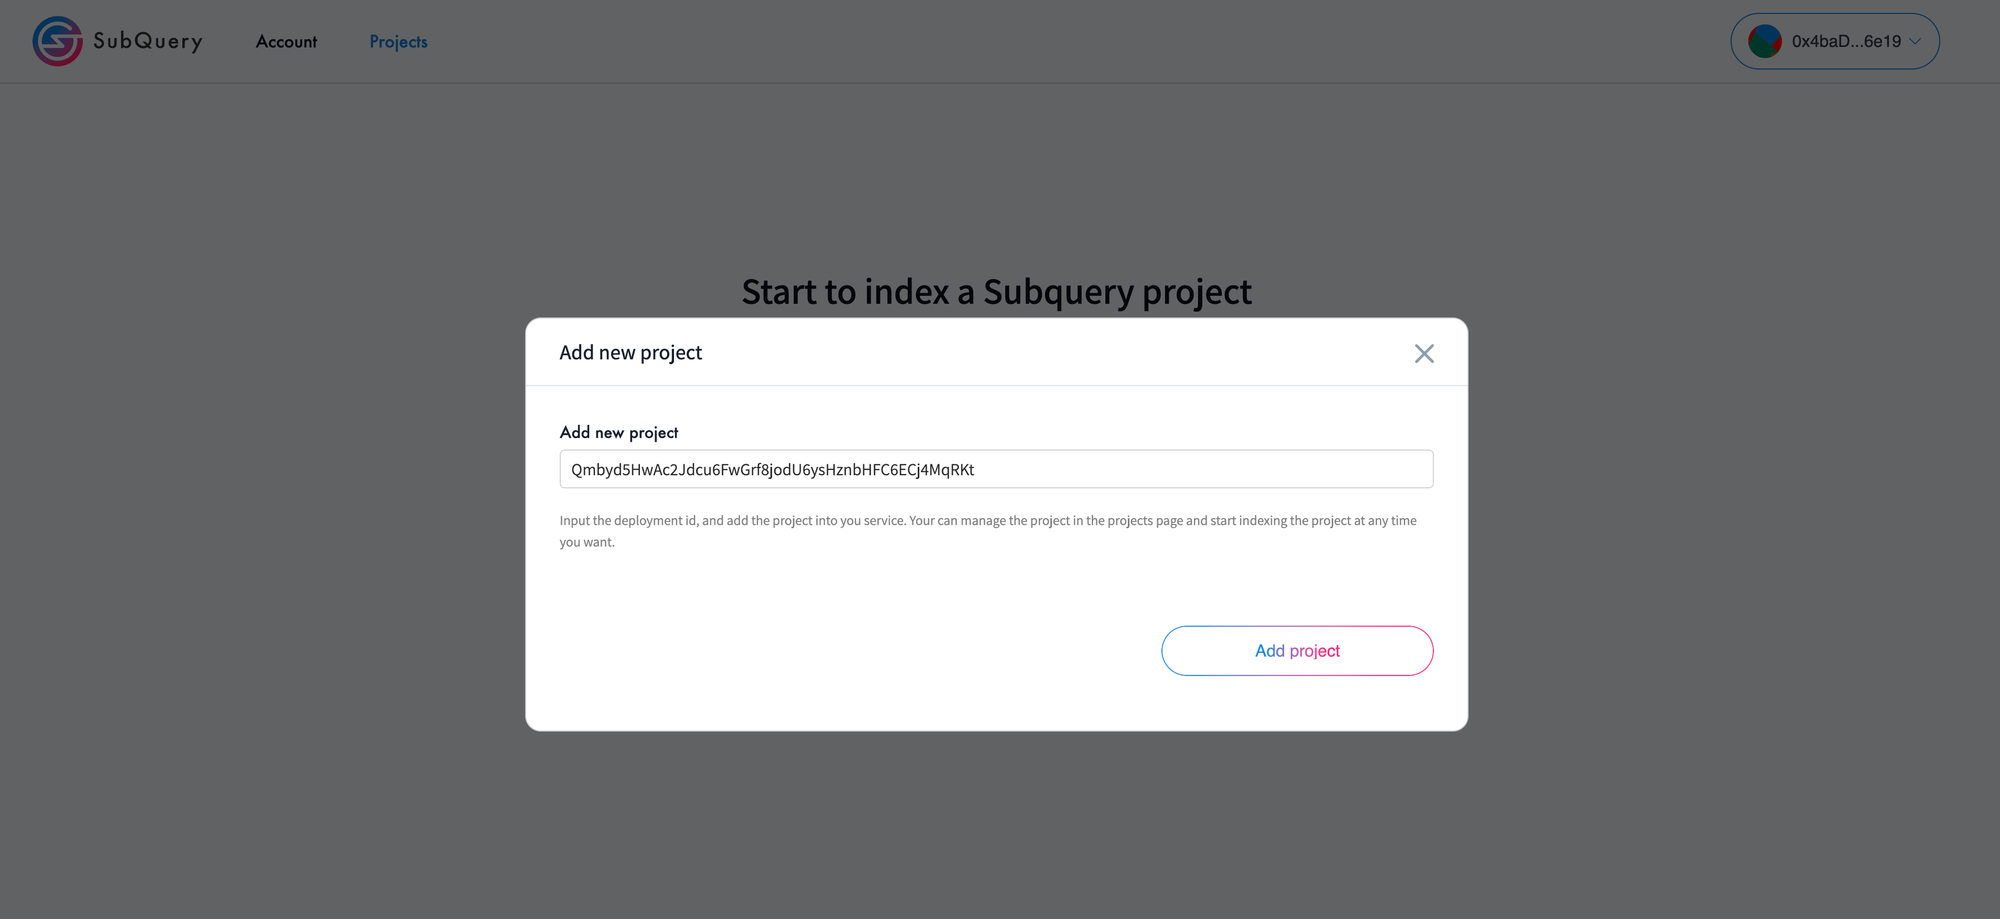 SubQuery
Account
Projects
0x4baD...6e19
Start to index a Subquery project
Add new project
Add new project
Qmbyd5HwAc2Jdcu6FwGrf8jodU6ysHznbHFC6ECj4MqRKt
Input the deployment id, and add the project into you service. Your can manage the project in the projects page and start indexing the project at any time
you want.
Add project